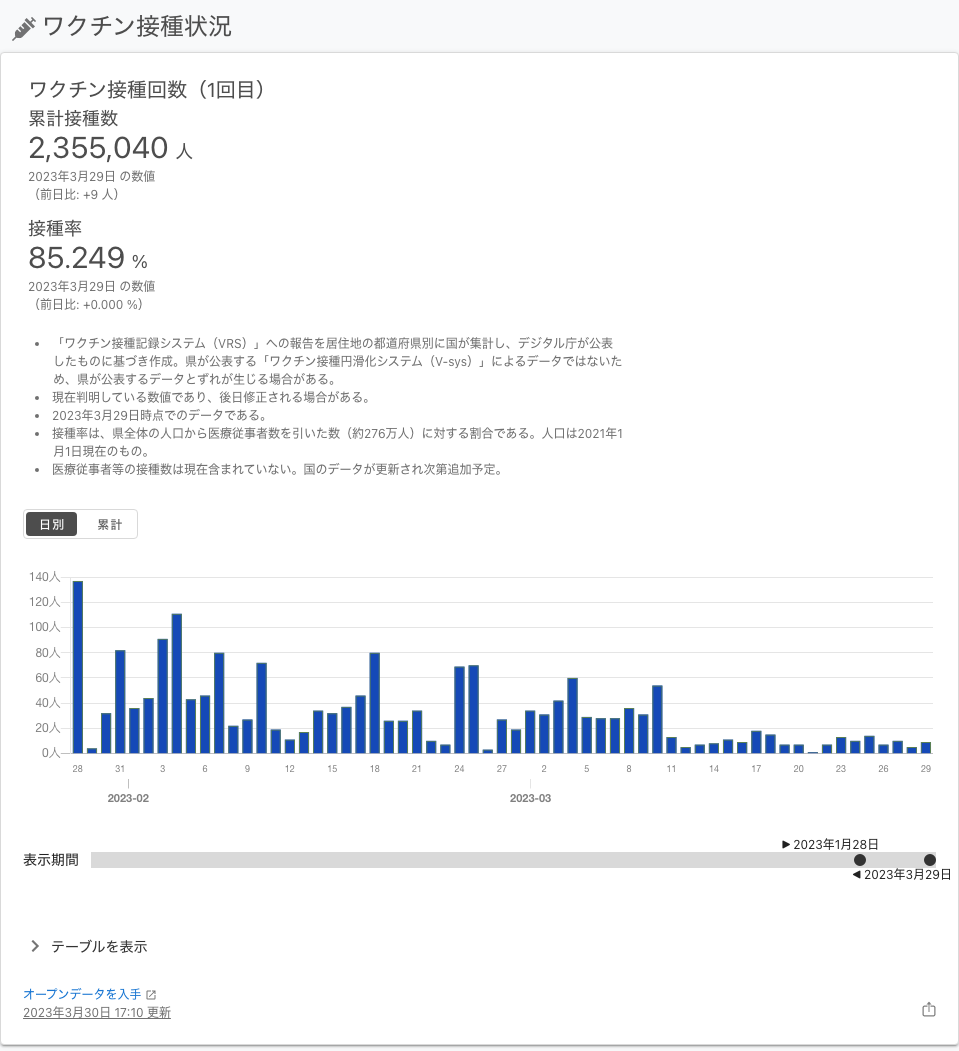 ワクチン接種状況
ワクチン接種回数（1回目）
累計接種数
2,355,040 人
2023年3月29日 の数値
（前日比: +9 人）
接種率
85.249 %
2023年3月29日 の数値
（前日比: +0.000 %）
• 「ワクチン接種記録システム（VRS）」への報告を居住地の都道府県別に国が集計し、デジタル庁が公表
したものに基づき作成。県が公表する「ワクチン接種円滑化システム（V-sys）」によるデータではないた
め、県が公表するデータとずれが生じる場合がある。
• 現在判明している数値であり、後日修正される場合がある。
• 2023年3月29日時点でのデータである。
• 接種率は、県全体の人口から医療従事者数を引いた数（約276万人）に対する割合である。人口は2021年1
月1日現在のもの。
• 医療従事者等の接種数は現在含まれていない。国のデータが更新され次第追加予定。
日別 累計
140人
120人
100人
80人
60人
40人
20人
0人
28 31 3 6 9 12 15 18 21 24 27 2 5 8 11 14 17 20 23 26 29
2023-02 2023-03
▶ 2023年1月28日
表示期間
◀ 2023年3月29日
テーブルを表示
オープンデータを入手
2023年3月30日 17:10 更新